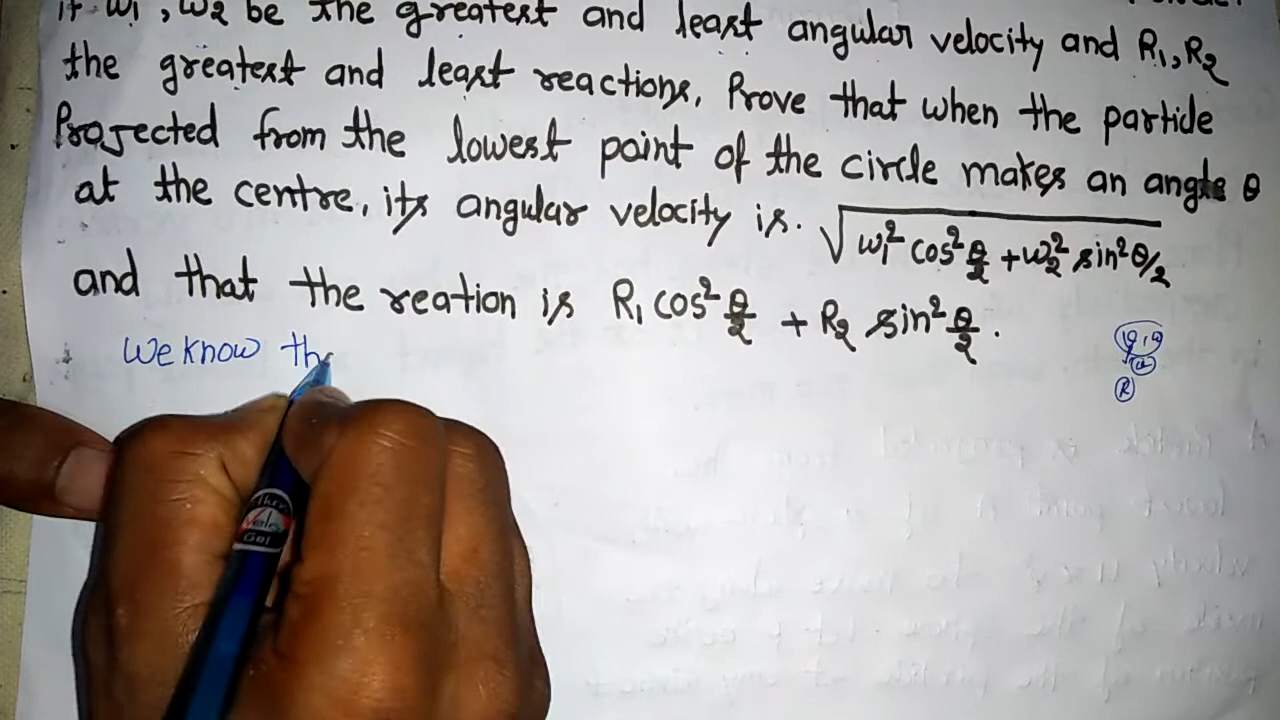 if ω1, ω2 be the greatest and least angular velocity and R1, R2
the greatest and least reactions, Prove that when the particle
Projected from the lowest point of the circle makes an angle θ
at the centre, its angular velocity is. √(ω1² cos² θ/2 + ω2² sin² θ/2)
and that the reation is R1 cos² θ/2 + R2 sin² θ/2.
We know th
Gel
R